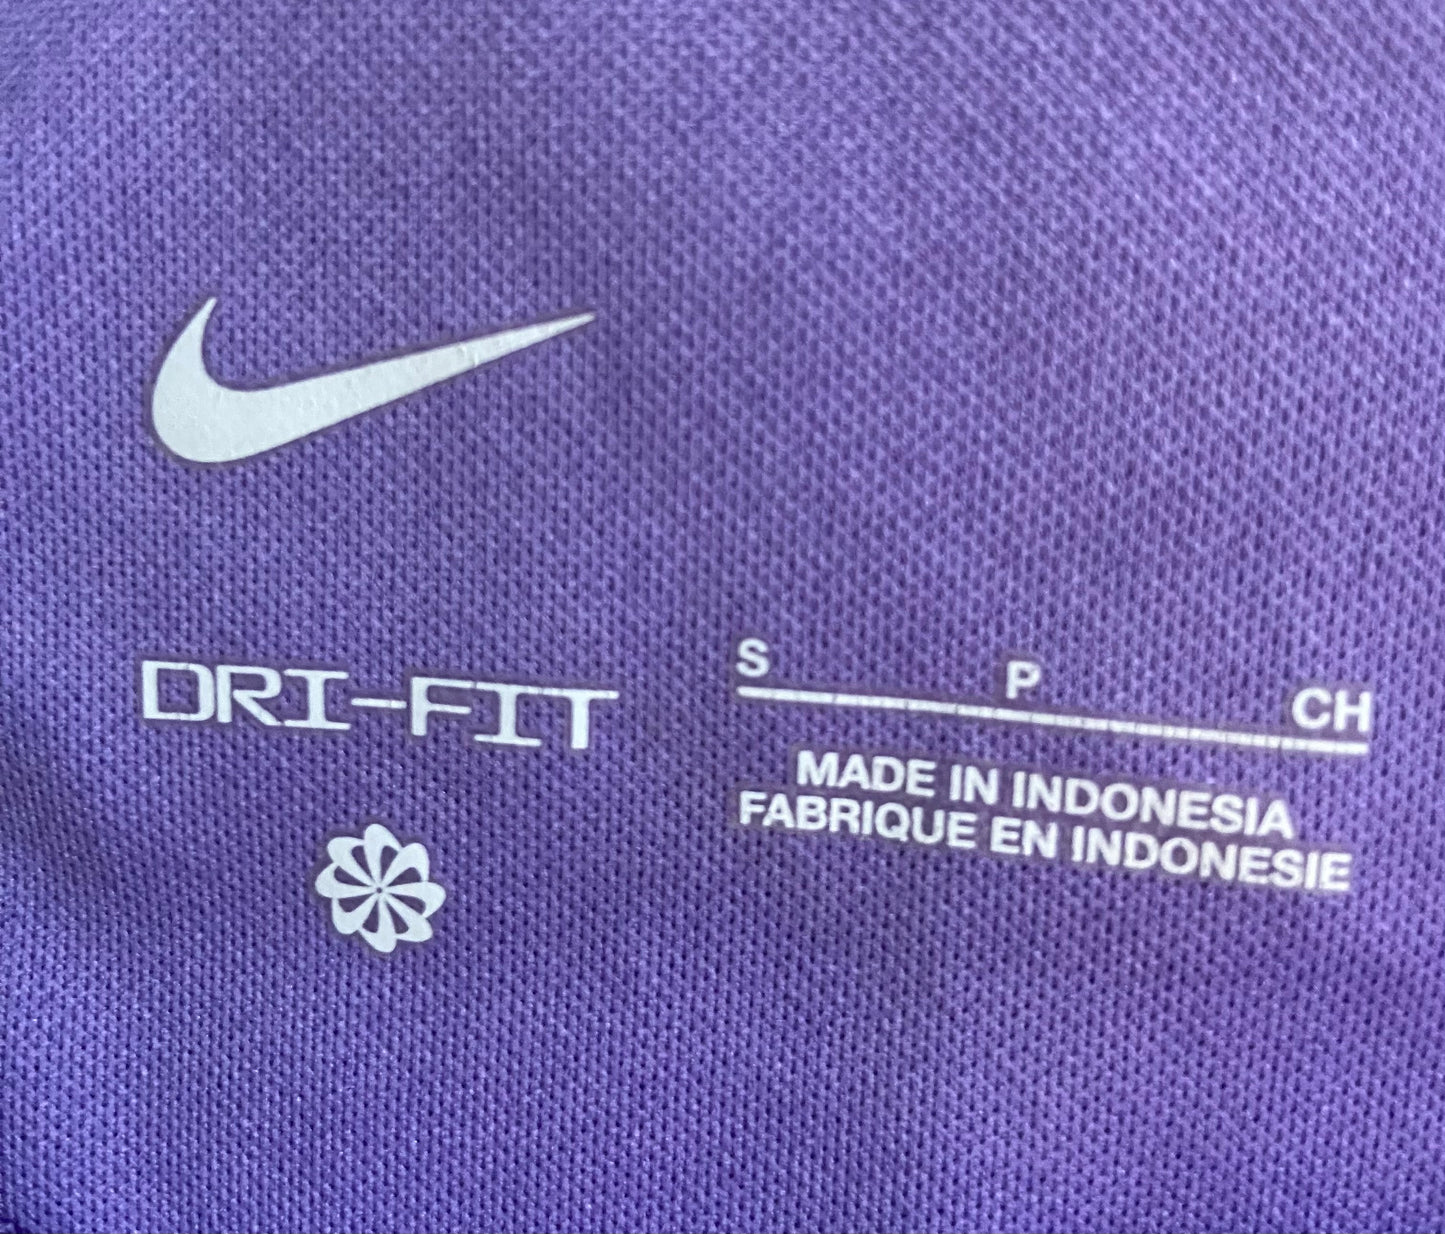 DRI-FIT
S P CH
MADE IN INDONESIA
FABRIQUE EN INDONESIE